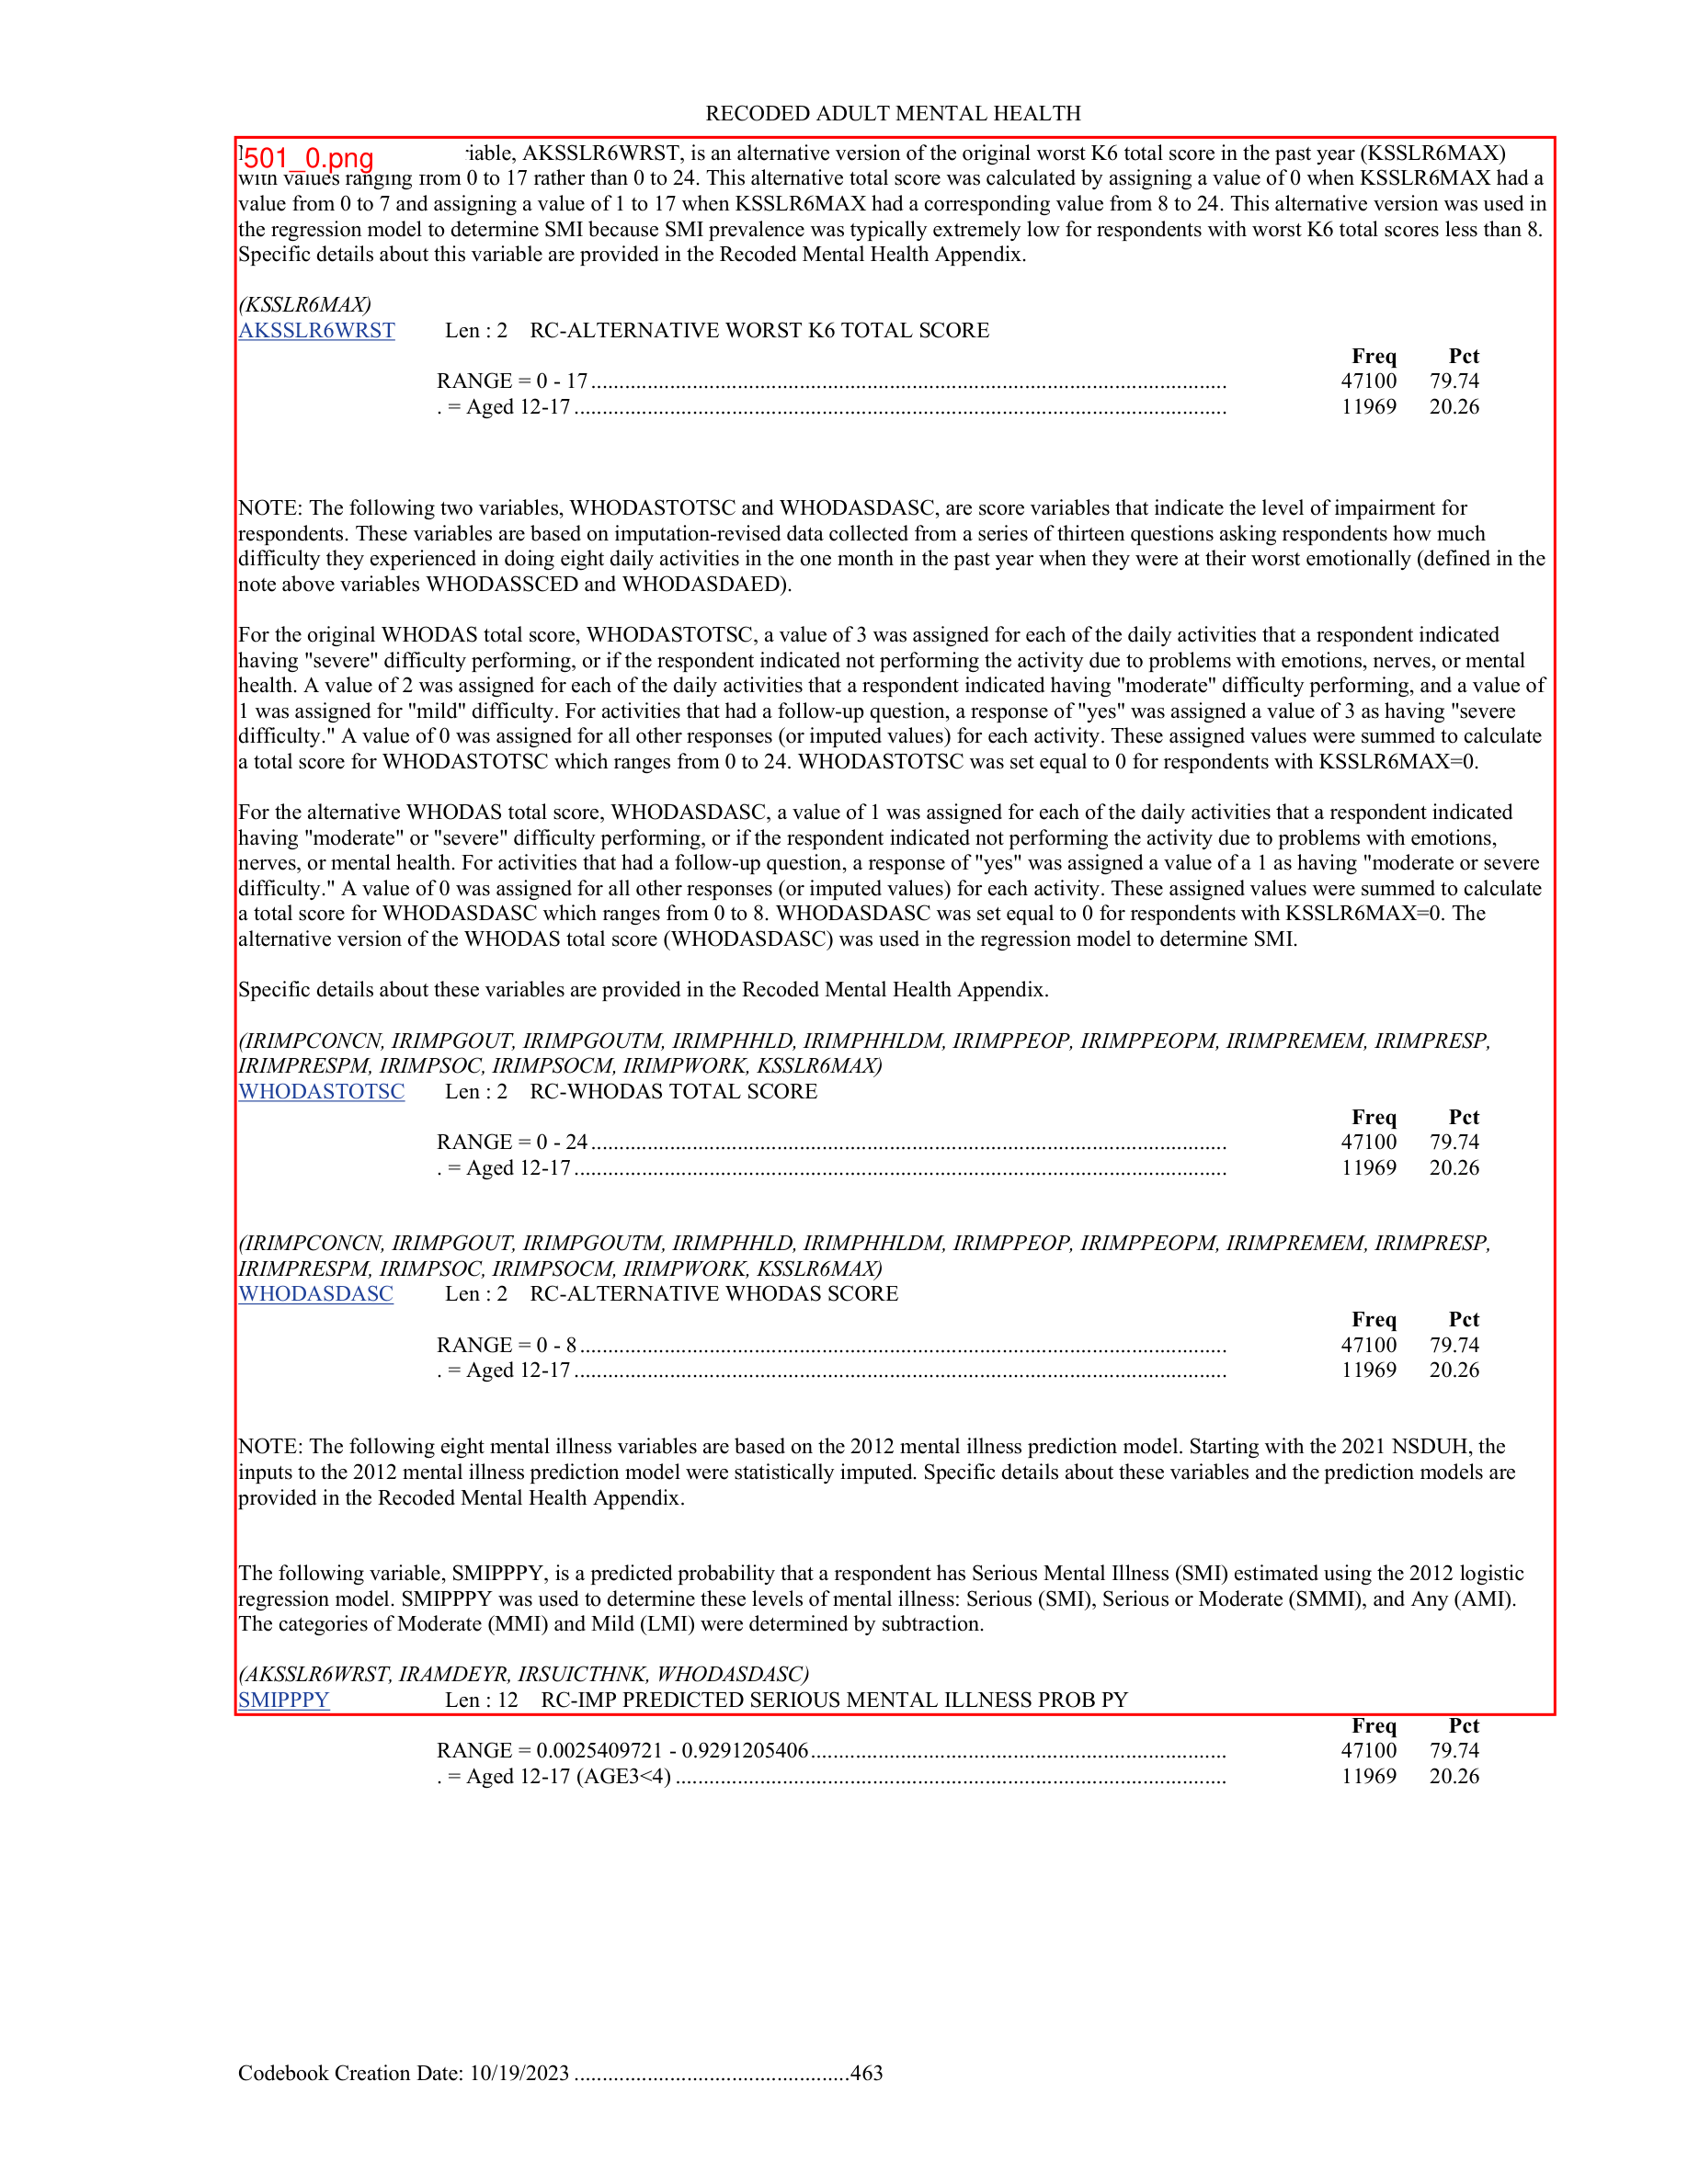 RECODED ADULT MENTAL HEALTH
501_0.png
AKSSLR6WRST, is an alternative version of the original worst K6 total score in the past year (KSSLR6MAX)
with values ranging from 0 to 17 rather than 0 to 24. This alternative total score was calculated by assigning a value of 0 when KSSLR6MAX had a
value from 0 to 7 and assigning a value of 1 to 17 when KSSLR6MAX had a corresponding value from 8 to 24. This alternative version was used in
the regression model to determine SMI because SMI prevalence was typically extremely low for respondents with worst K6 total scores less than 8.
Specific details about this variable are provided in the Recoded Mental Health Appendix.
(KSSLR6MAX)
AKSSLR6WRST Len : 2 RC-ALTERNATIVE WORST K6 TOTAL SCORE
Freq Pct
RANGE = 0 - 17 47100 79.74
. = Aged 12-17 11969 20.26
NOTE: The following two variables, WHODASTOTSC and WHODASDASC, are score variables that indicate the level of impairment for
respondents. These variables are based on imputation-revised data collected from a series of thirteen questions asking respondents how much
difficulty they experienced in doing eight daily activities in the one month in the past year when they were at their worst emotionally (defined in the
note above variables WHODASSCED and WHODASDAED).
For the original WHODAS total score, WHODASTOTSC, a value of 3 was assigned for each of the daily activities that a respondent indicated
having "severe" difficulty performing, or if the respondent indicated not performing the activity due to problems with emotions, nerves, or mental
health. A value of 2 was assigned for each of the daily activities that a respondent indicated having "moderate" difficulty performing, and a value of
1 was assigned for "mild" difficulty. For activities that had a follow-up question, a response of "yes" was assigned a value of 3 as having "severe
difficulty." A value of 0 was assigned for all other responses (or imputed values) for each activity. These assigned values were summed to calculate
a total score for WHODASTOTSC which ranges from 0 to 24. WHODASTOTSC was set equal to 0 for respondents with KSSLR6MAX=0.
For the alternative WHODAS total score, WHODASDASC, a value of 1 was assigned for each of the daily activities that a respondent indicated
having "moderate" or "severe" difficulty performing, or if the respondent indicated not performing the activity due to problems with emotions,
nerves, or mental health. For activities that had a follow-up question, a response of "yes" was assigned a value of a 1 as having "moderate or severe
difficulty." A value of 0 was assigned for all other responses (or imputed values) for each activity. These assigned values were summed to calculate
a total score for WHODASDASC which ranges from 0 to 8. WHODASDASC was set equal to 0 for respondents with KSSLR6MAX=0. The
alternative version of the WHODAS total score (WHODASDASC) was used in the regression model to determine SMI.
Specific details about these variables are provided in the Recoded Mental Health Appendix.
(IRIMPCONCN, IRIMPGOUT, IRIMPGOUTM, IRIMPHHLD, IRIMPHHLDM, IRIMPPEOP, IRIMPPEOPM, IRIMPREMEM, IRIMPRESP,
IRIMPRESPM, IRIMPSOC, IRIMPSOCM, IRIMPWORK, KSSLR6MAX)
WHODASTOTSC Len : 2 RC-WHODAS TOTAL SCORE
Freq Pct
RANGE = 0 - 24 47100 79.74
. = Aged 12-17 11969 20.26
(IRIMPCONCN, IRIMPGOUT, IRIMPGOUTM, IRIMPHHLD, IRIMPHHLDM, IRIMPPEOP, IRIMPPEOPM, IRIMPREMEM, IRIMPRESP,
IRIMPRESPM, IRIMPSOC, IRIMPSOCM, IRIMPWORK, KSSLR6MAX)
WHODASDASC Len : 2 RC-ALTERNATIVE WHODAS SCORE
Freq Pct
RANGE = 0 - 8 47100 79.74
. = Aged 12-17 11969 20.26
NOTE: The following eight mental illness variables are based on the 2012 mental illness prediction model. Starting with the 2021 NSDUH, the
inputs to the 2012 mental illness prediction model were statistically imputed. Specific details about these variables and the prediction models are
provided in the Recoded Mental Health Appendix.
The following variable, SMIPPPY, is a predicted probability that a respondent has Serious Mental Illness (SMI) estimated using the 2012 logistic
regression model. SMIPPPY was used to determine these levels of mental illness: Serious (SMI), Serious or Moderate (SMMI), and Any (AMI).
The categories of Moderate (MMI) and Mild (LMI) were determined by subtraction.
(AKSSLR6WRST, IRAMDEYR, IRSUICTHNK, WHODASDASC)
SMIPPPY Len : 12 RC-IMP PREDICTED SERIOUS MENTAL ILLNESS PROB PY
Freq Pct
RANGE = 0.0025409721 - 0.9291205406 47100 79.74
. = Aged 12-17 (AGE3<4) 11969 20.26
Codebook Creation Date: 10/19/2023 463